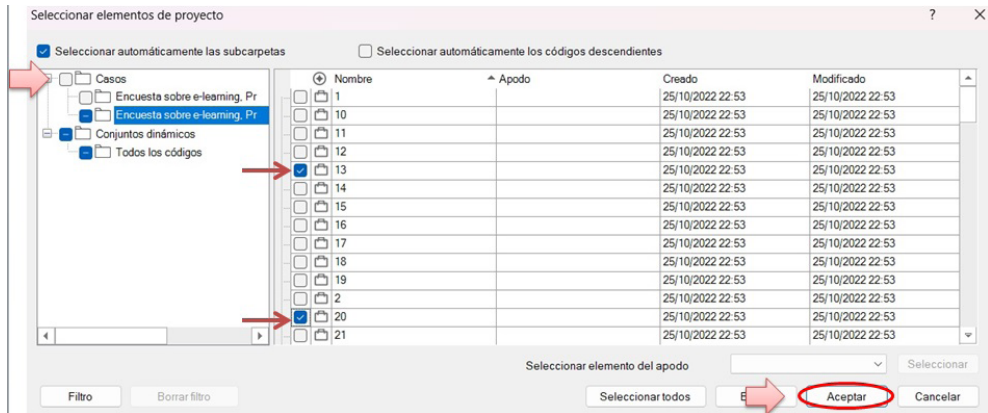 Seleccionar elementos de proyecto ? ×
Seleccionar automáticamente las subcarpetas Seleccionar automáticamente los códigos descendientes
Casos
Encuesta sobre e-learning, Pr
Encuesta sobre e-learning, Pr
Conjuntos dinámicos
Todos los códigos
Nombre Apodo Creado Modificado
1 25/10/2022 22:53 25/10/2022 22:53
10 25/10/2022 22:53 25/10/2022 22:53
11 25/10/2022 22:53 25/10/2022 22:53
12 25/10/2022 22:53 25/10/2022 22:53
13 25/10/2022 22:53 25/10/2022 22:53
14 25/10/2022 22:53 25/10/2022 22:53
15 25/10/2022 22:53 25/10/2022 22:53
16 25/10/2022 22:53 25/10/2022 22:53
17 25/10/2022 22:53 25/10/2022 22:53
18 25/10/2022 22:53 25/10/2022 22:53
19 25/10/2022 22:53 25/10/2022 22:53
2 25/10/2022 22:53 25/10/2022 22:53
20 25/10/2022 22:53 25/10/2022 22:53
21 25/10/2022 22:53 25/10/2022 22:53
Seleccionar elemento del apodo Seleccionar
Filtro Borrar filtro Seleccionar todos Aceptar Cancelar